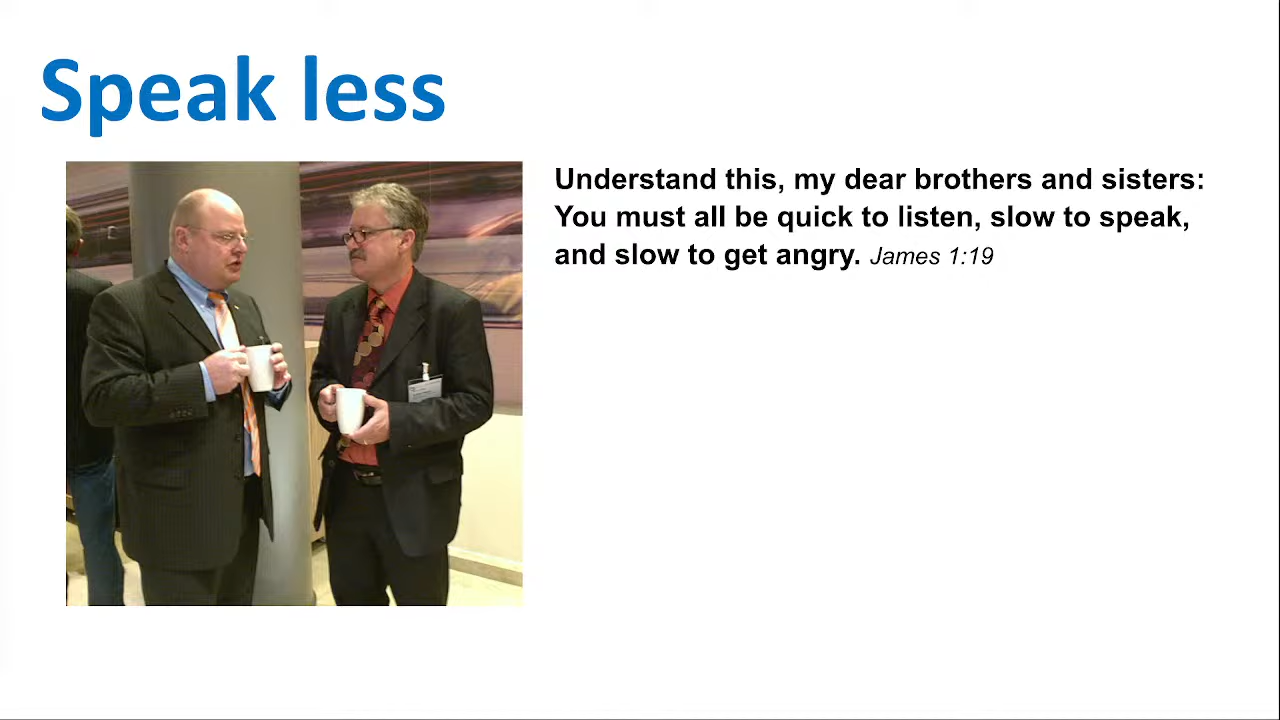 Speak less
Understand this, my dear brothers and sisters:
You must all be quick to listen, slow to speak,
and slow to get angry. James 1:19